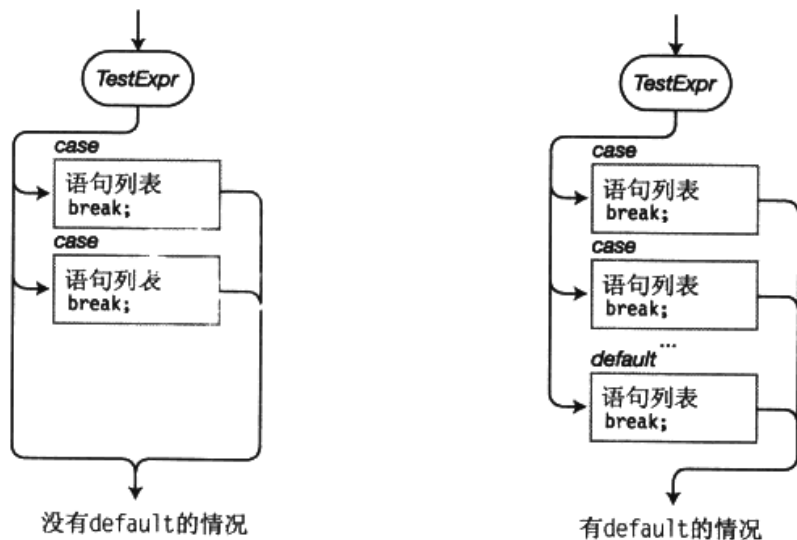 TestExpr
case
语句列表
break;
case
语句列表
break;
没有default的情况
TestExpr
case
语句列表
break;
case
语句列表
break;
...
default
语句列表
break;
有default的情况